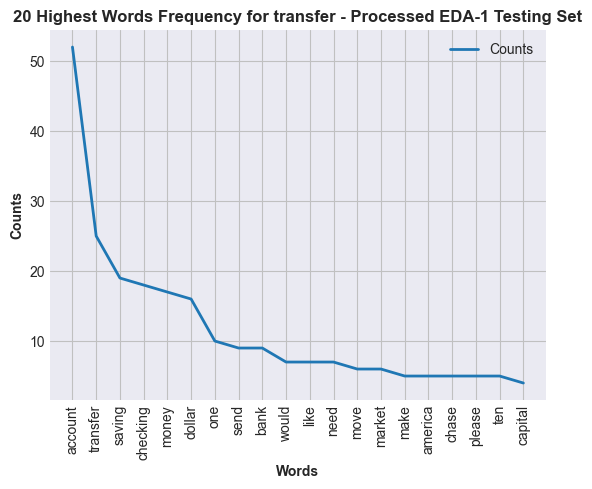 20 Highest Words Frequency for transfer - Processed EDA-1 Testing Set
Counts
50
40
30
20
10
Counts
account
transfer
saving
checking
money
dollar
one
send
bank
would
like
need
move
market
make
america
chase
please
ten
capital
Words